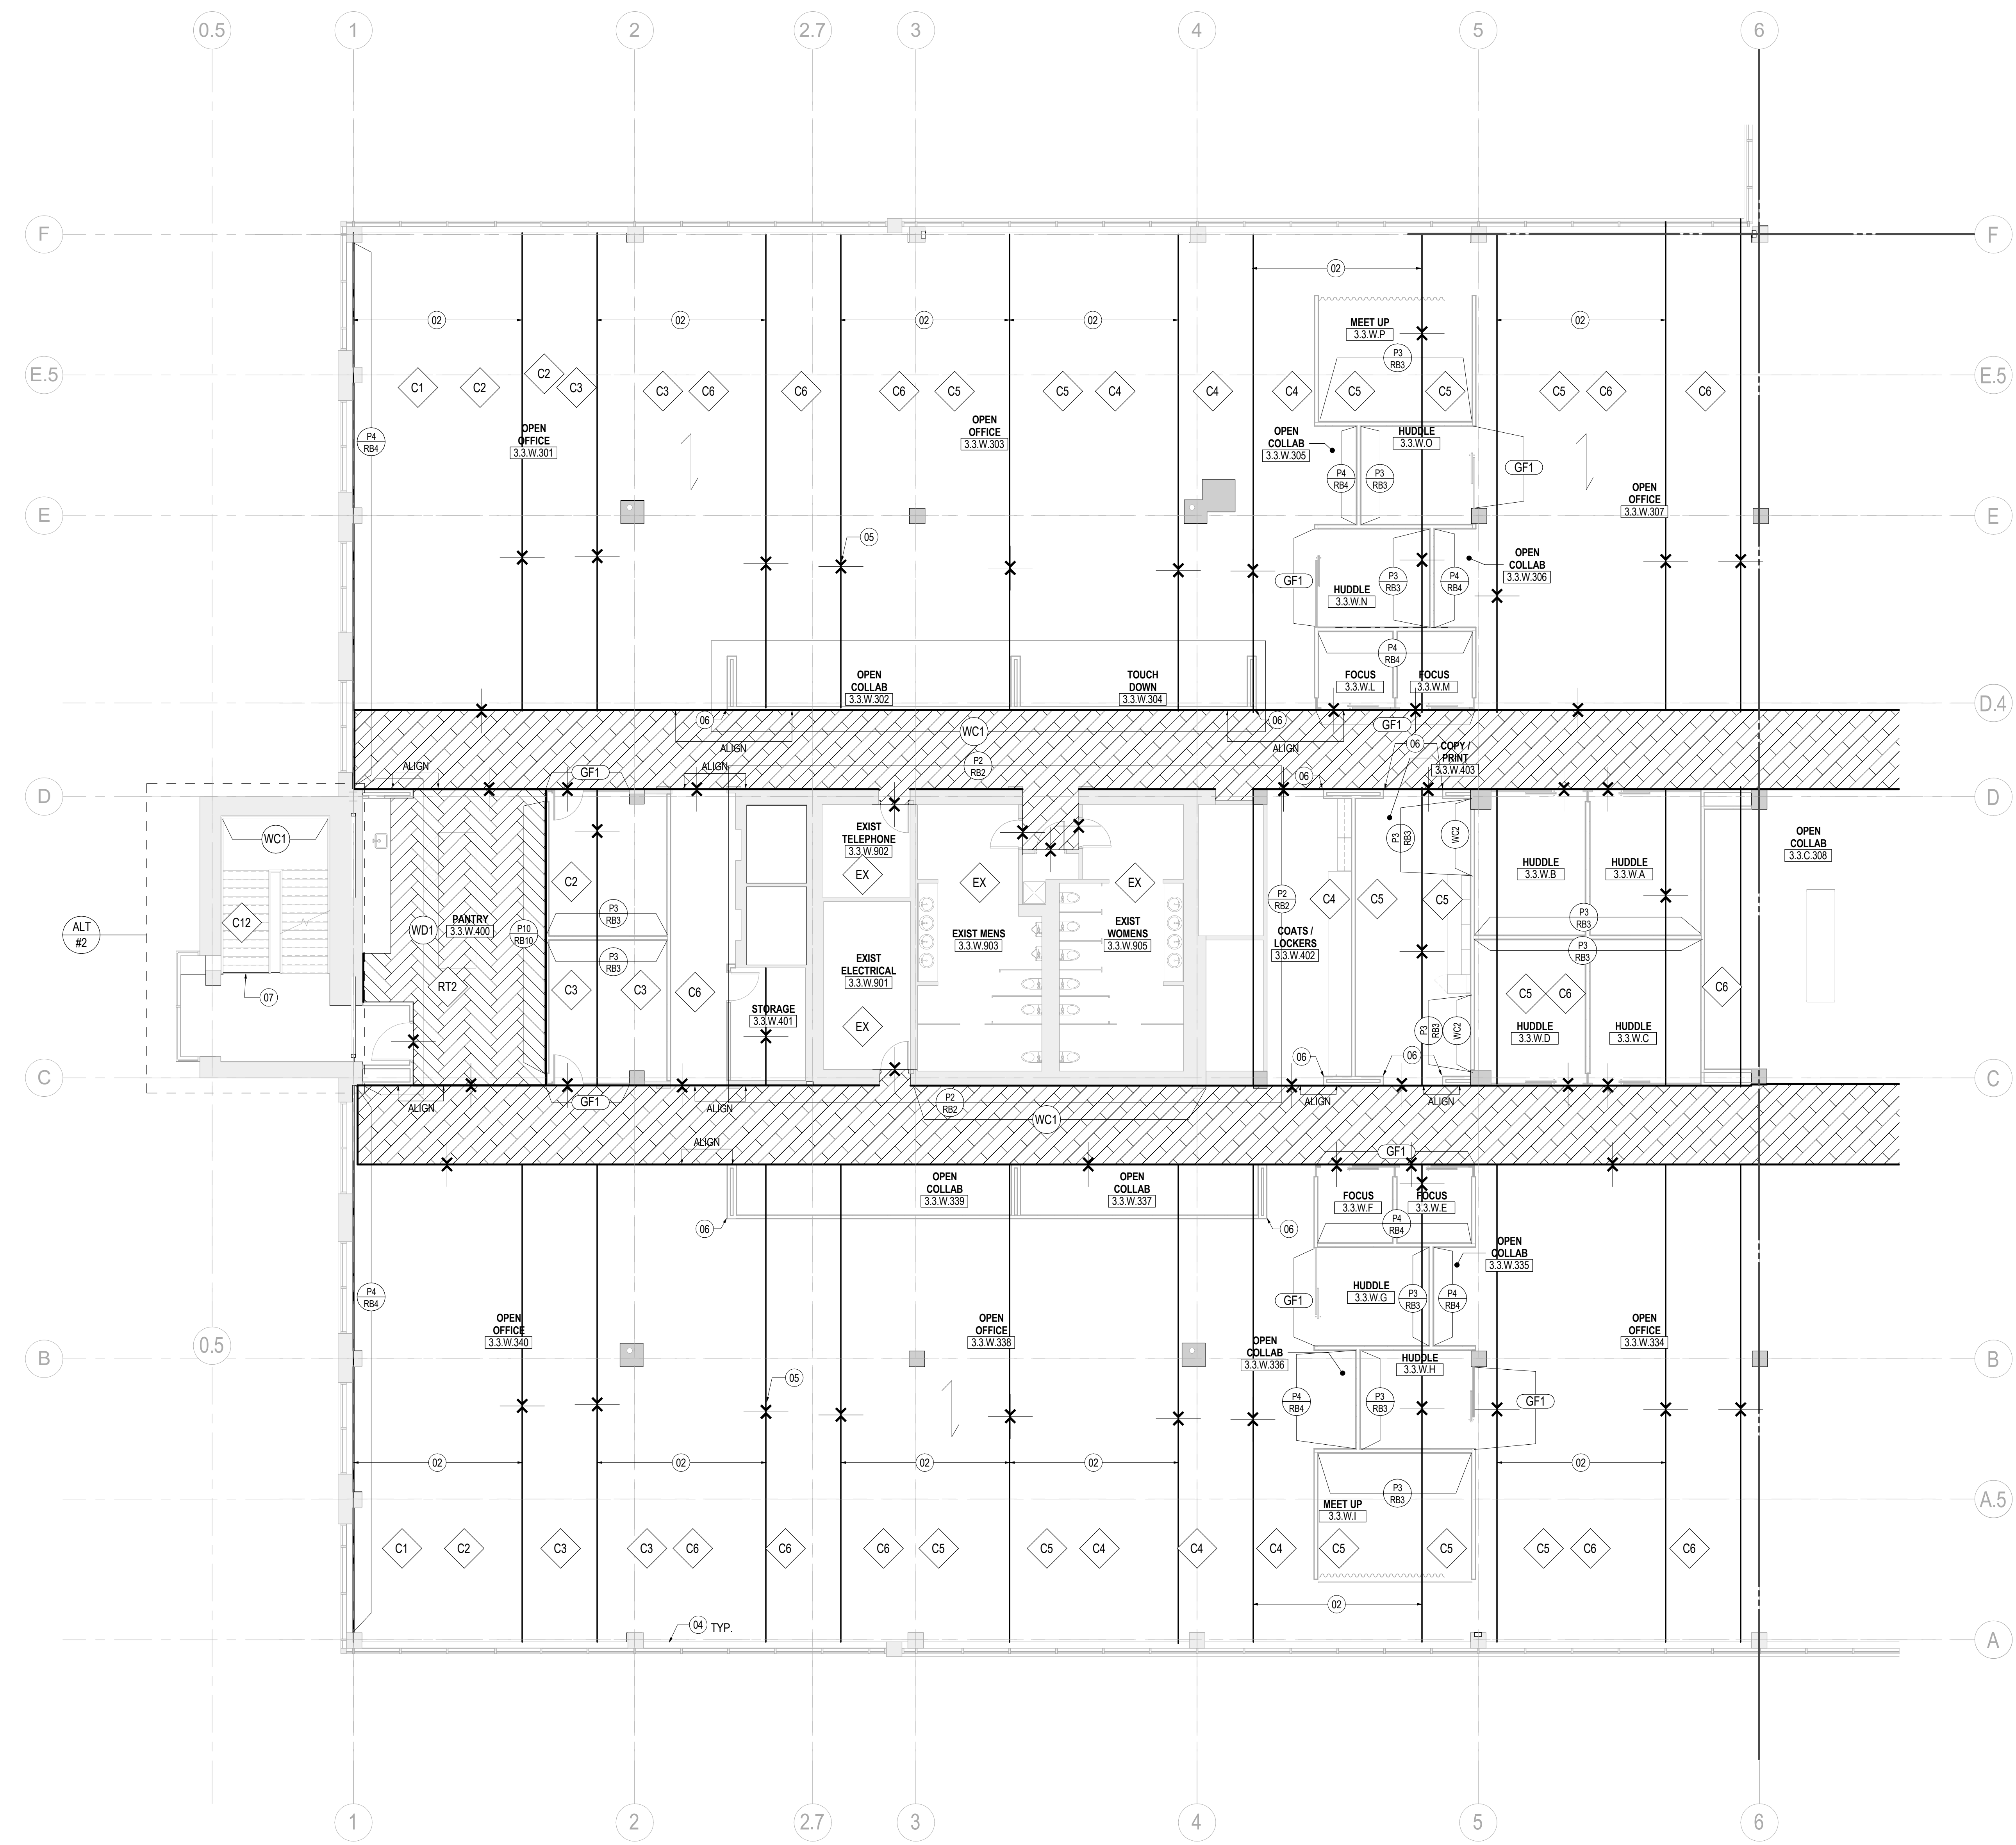 0.5
1
2
2.7
3
4
5
6
F
F
02
MEET UP
3.3.W.P
02
02
02
02
02
P3
RB3
E.5
E.5
C1
C2
C2
C3
C3
C6
C6
C6
C5
C5
C4
C4
C4
C5
C5
C5
C6
C6
P4
RB4
OPEN
OFFICE
3.3.W.301
OPEN
OFFICE
3.3.W.303
OPEN
COLLAB
3.3.W.305
HUDDLE
3.3.W.O
P4
RB4
P3
RB3
GF1
OPEN
OFFICE
3.3.W.307
E
E
05
GF1
HUDDLE
3.3.W.N
P3
RB3
P4
RB4
OPEN
COLLAB
3.3.W.306
P4
RB4
OPEN
COLLAB
3.3.W.302
TOUCH
DOWN
3.3.W.304
FOCUS
3.3.W.L
FOCUS
3.3.W.M
D.4
D.4
06
06
WC1
GF1
ALIGN
ALIGN
06
COPY /
PRINT
3.3.W.403
ALIGN
ALIGN
GF1
P2
RB2
06
D
D
WC1
EXIST
TELEPHONE
3.3.W.902
EX
EX
EX
P3
RB3
WC2
HUDDLE
3.3.W.B
HUDDLE
3.3.W.A
OPEN
COLLAB
3.3.C.308
C2
C12
ALT
#2
WD1
PANTRY
3.3.W.400
P10
RB10
P3
RB3
P3
RB3
EXIST MENS
3.3.W.903
EXIST
WOMENS
3.3.W.905
P2
RB2
COATS /
LOCKERS
3.3.W.402
C4
C5
C5
P3
RB3
P3
RB3
RT2
C3
C3
C6
07
STORAGE
3.3.W.401
EXIST
ELECTRICAL
3.3.W.901
EX
P3
RB3
WC2
C5
C6
C6
HUDDLE
3.3.W.D
HUDDLE
3.3.W.C
06
06
C
C
ALIGN
GF1
ALIGN
P2
RB2
WC1
ALIGN
ALIGN
ALIGN
GF1
OPEN
COLLAB
3.3.W.339
OPEN
COLLAB
3.3.W.337
FOCUS
3.3.W.F
FOCUS
3.3.W.E
P4
RB4
06
06
OPEN
COLLAB
3.3.W.335
P4
RB4
GF1
HUDDLE
3.3.W.G
P3
RB3
P4
RB4
0.5
OPEN
OFFICE
3.3.W.340
OPEN
OFFICE
3.3.W.338
OPEN
OFFICE
3.3.W.334
B
B
OPEN
COLLAB
3.3.W.336
HUDDLE
3.3.W.H
05
P4
RB4
P3
RB3
GF1
02
02
02
02
02
A.5
A.5
P3
RB3
MEET UP
3.3.W.I
C1
C2
C3
C3
C6
C6
C6
C5
C5
C4
C4
C4
C5
C5
C5
C6
C6
02
04 TYP.
A
A
1
2
2.7
3
4
5
6